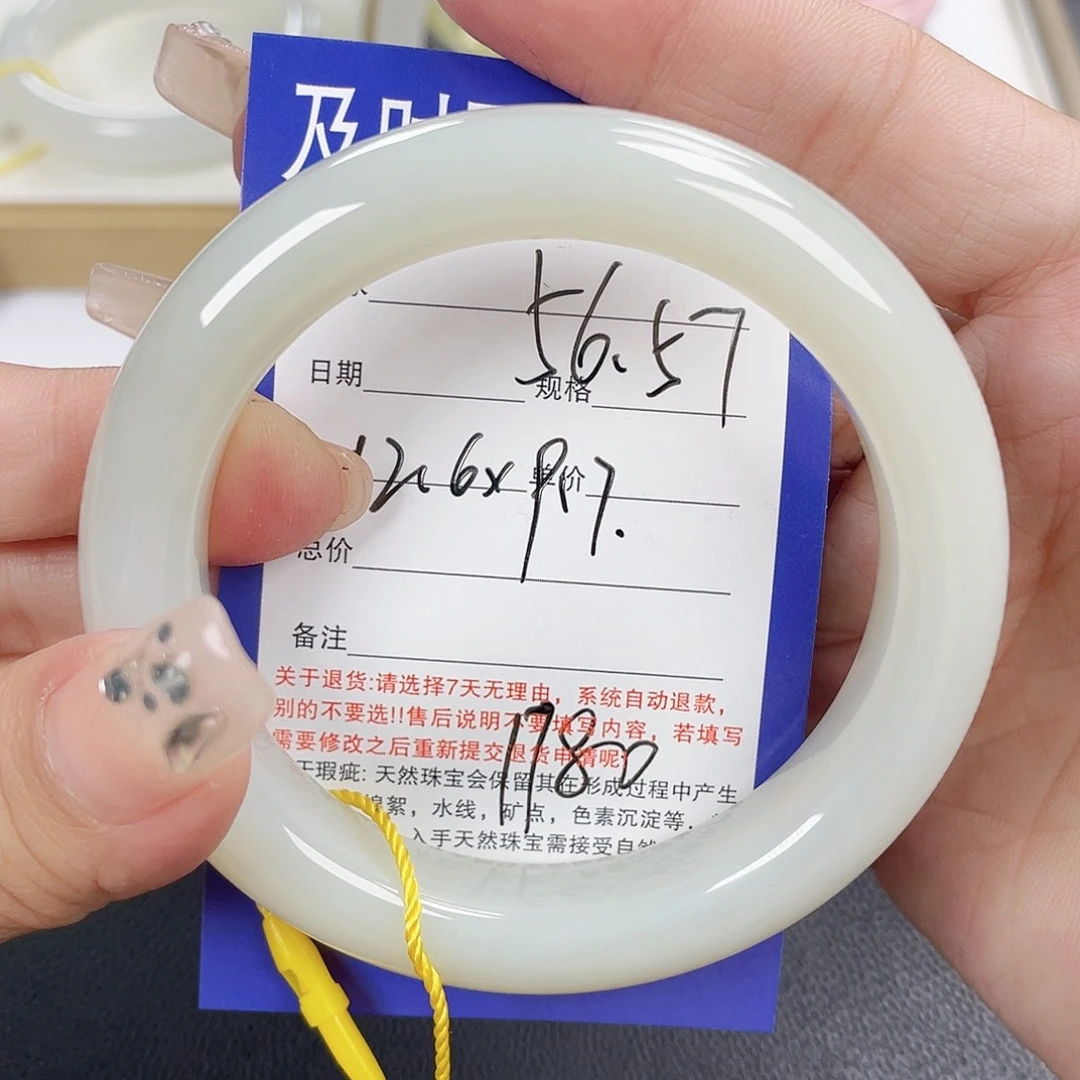 及时
56.57
日期 规格
12.6x9.7.
单价
总价
备注
关于退货:请选择7天无理由，系统自动退款，
别的不要选!!售后说明不要填写内容，若填写
需要修改之后重新提交退货申请呢!
1780
瑕疵: 天然珠宝会保留其在形成过程中产生
棉絮，水线，矿点，色素沉淀等，
入手天然珠宝需接受自然